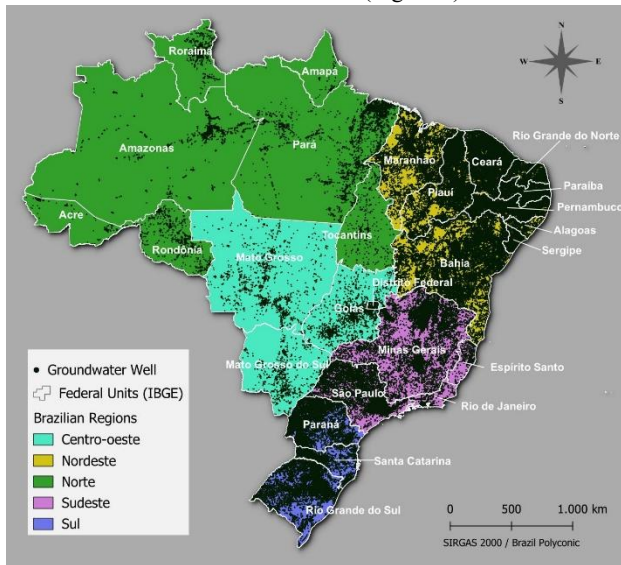 N
W E
S
Roraima
Amapá
Amazonas
Pará
Maranhão
Ceará
Rio Grande do Norte
Paraíba
Pernambuco
Alagoas
Sergipe
Piauí
Acre
Rondônia
Tocantins
Mato Grosso
Bahia
Distrito Federal
Goiás
Minas Gerais
Mato Grosso do Sul
Espírito Santo
São Paulo
Rio de Janeiro
Paraná
Santa Catarina
Rio Grande do Sul
Groundwater Well
Federal Units (IBGE)
Brazilian Regions
Centro-oeste
Nordeste
Norte
Sudeste
Sul
0 500 1.000 km
SIRGAS 2000 / Brazil Polyconic